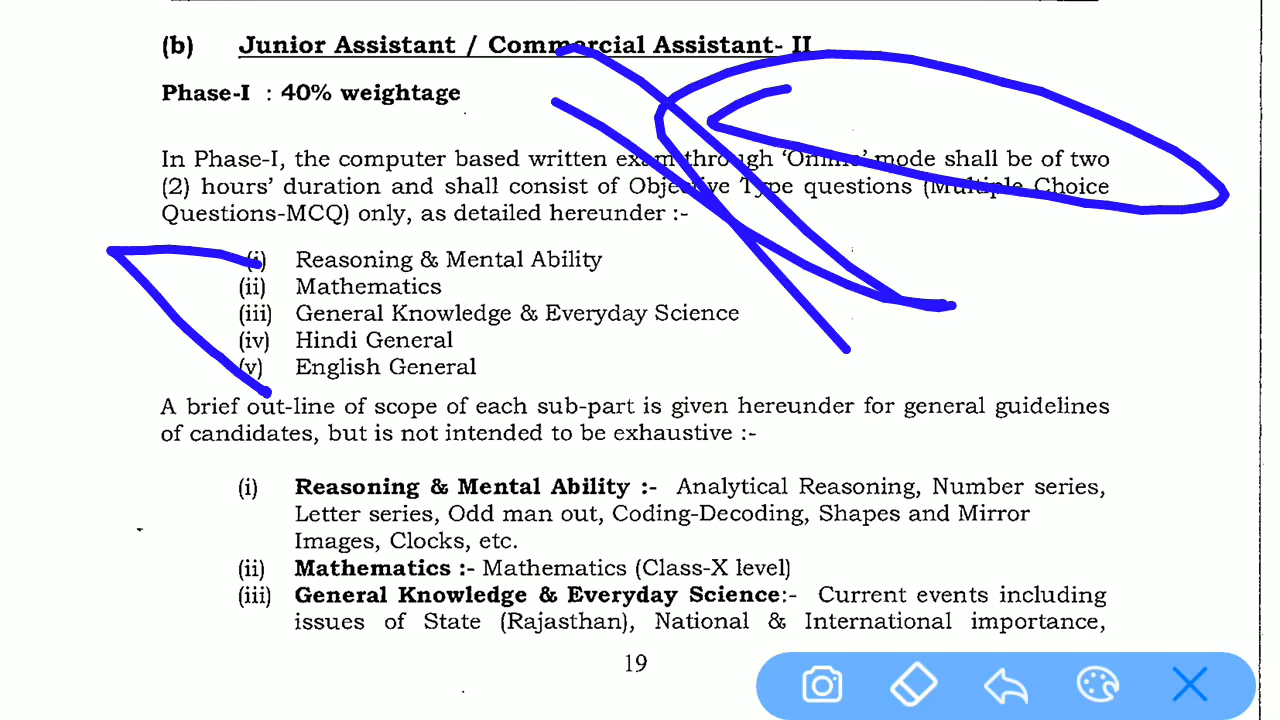 (b) Junior Assistant / Commercial Assistant- II
Phase-I : 40% weightage
In Phase-I, the computer based written exam through 'Online' mode shall be of two
(2) hours' duration and shall consist of Objective Type questions (Multiple Choice
Questions-MCQ) only, as detailed hereunder :-
(i) Reasoning & Mental Ability
(ii) Mathematics
(iii) General Knowledge & Everyday Science
(iv) Hindi General
(v) English General
A brief out-line of scope of each sub-part is given hereunder for general guidelines
of candidates, but is not intended to be exhaustive :-
(i) Reasoning & Mental Ability :- Analytical Reasoning, Number series,
Letter series, Odd man out, Coding-Decoding, Shapes and Mirror
Images, Clocks, etc.
(ii) Mathematics :- Mathematics (Class-X level)
(iii) General Knowledge & Everyday Science:- Current events including
issues of State (Rajasthan), National & International importance,
19